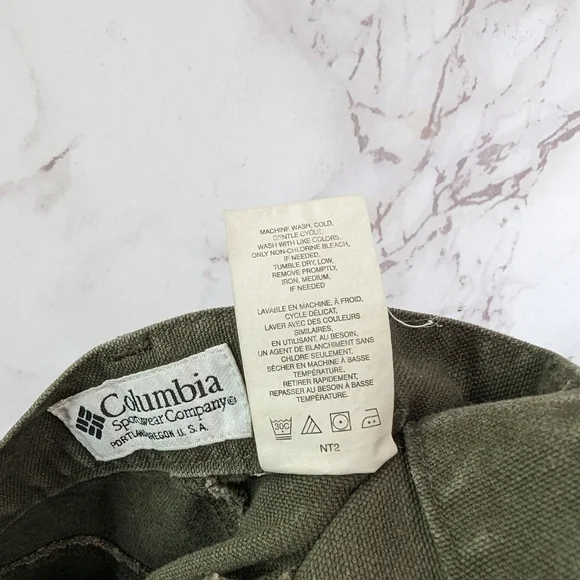 MACHINE WASH, COLD.
GENTLE CYCLE.
WASH WITH LIKE COLORS.
ONLY NON-CHLORINE BLEACH,
IF NEEDED.
TUMBLE DRY, LOW.
REMOVE PROMPTLY,
IRON, MEDIUM,
IF NEEDED
LAVABLE EN MACHINE, À FROID,
CYCLE DÉLICAT.
LAVER AVEC DES COULEURS
SIMILAIRES.
EN UTILISANT, AU BESOIN,
UN AGENT DE BLANCHIMENT SANS
CHLORE SEULEMENT.
SÉCHER EN MACHINE À BASSE
TEMPÉRATURE.
RETIRER RAPIDEMENT,
REPASSER AU BESOIN À BASSE
TEMPÉRATURE.
30C
NT2
Columbia
Sportswear Company®
PORTLAND OREGON U.S.A.